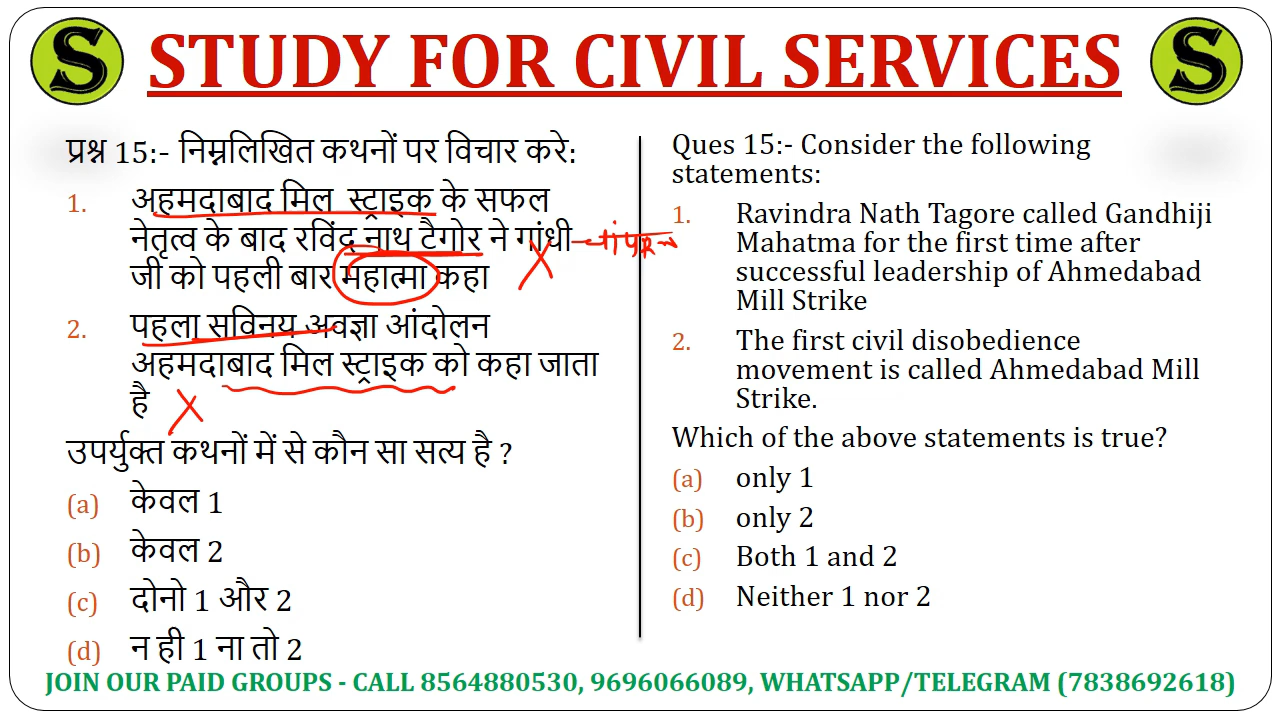 S
STUDY FOR CIVIL SERVICES
S
प्रश्न 15:- निम्नलिखित कथनों पर विचार करे:
1. अहमदाबाद मिल स्ट्राइक के सफल
नेतृत्व के बाद रविंद्र नाथ टैगोर ने गांधी
जी को पहली बार महात्मा कहा
2. पहला सविनय अवज्ञा आंदोलन
अहमदाबाद मिल स्ट्राइक को कहा जाता
है
उपर्युक्त कथनों में से कौन सा सत्य है ?
(a) केवल 1
(b) केवल 2
(c) दोनो 1 और 2
(d) न ही 1 ना तो 2
Ques 15:- Consider the following
statements:
1. Ravindra Nath Tagore called Gandhiji
Mahatma for the first time after
successful leadership of Ahmedabad
Mill Strike
2. The first civil disobedience
movement is called Ahmedabad Mill
Strike.
Which of the above statements is true?
(a) only 1
(b) only 2
(c) Both 1 and 2
(d) Neither 1 nor 2
JOIN OUR PAID GROUPS - CALL 8564880530, 9696066089, WHATSAPP/TELEGRAM (7838692618)